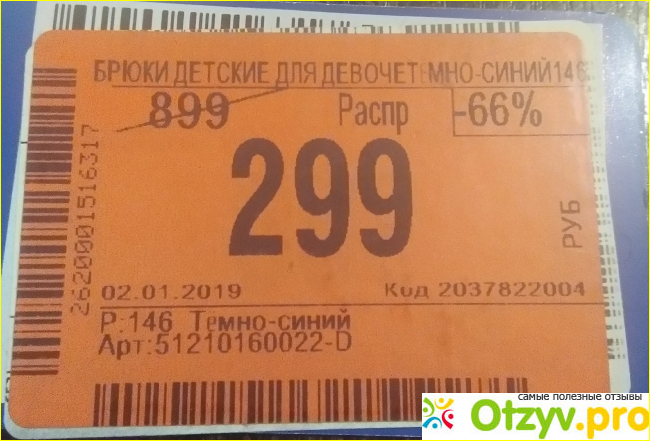 БРЮКИ ДЕТСКИЕ ДЛЯ ДЕВОЧЕТЕМНО-СИНИЙ146
899 Распр -66%
299
РУБ
2620001516317
02.01.2019 Код 2037822004
Р:146 Темно-синий
Арт:51210160022-D
самые полезные отзывы
Otzyv.pro